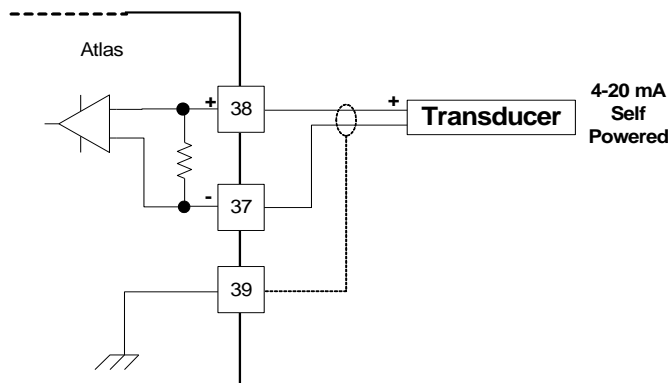 Atlas
+
38
+
Transducer
4-20 mA
Self
Powered
-
37
39